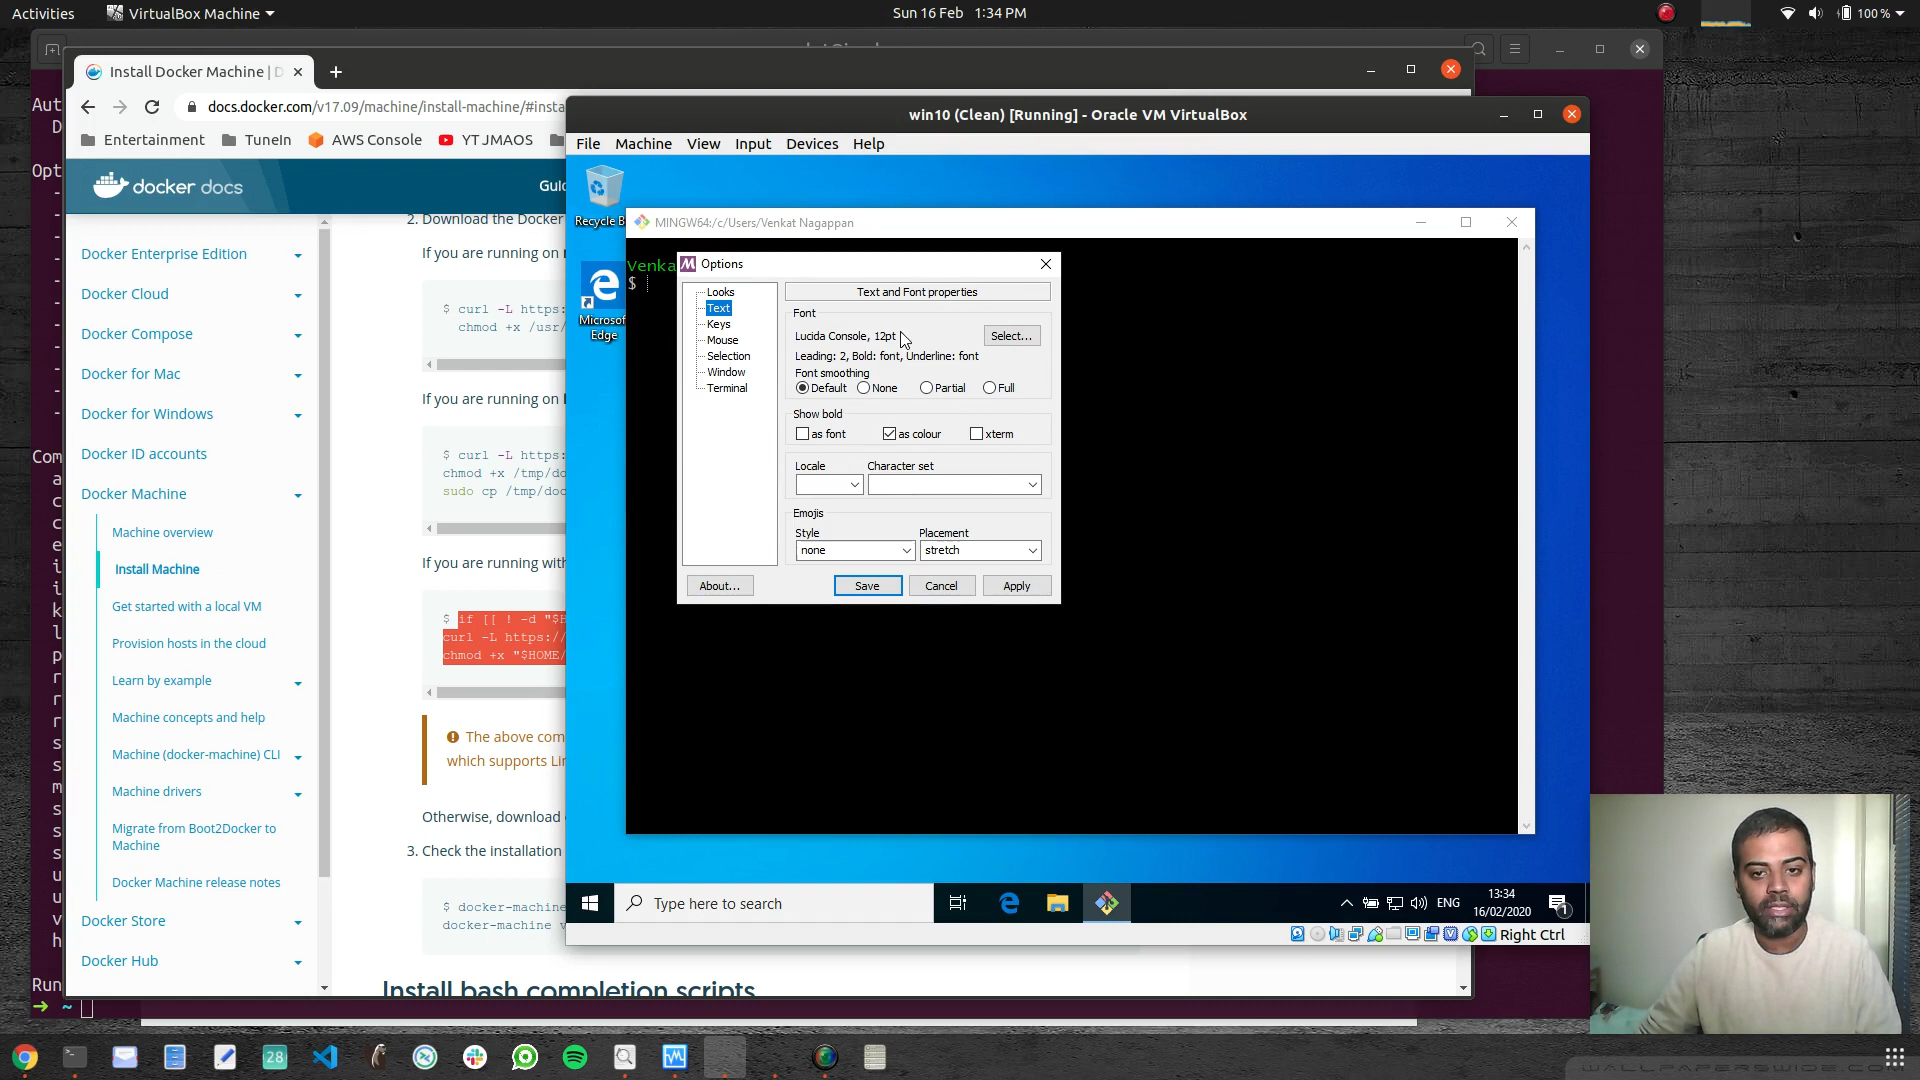 Activities
VirtualBox Machine
Sun 16 Feb 1:34 PM
100 %
Install Docker Machine | D
docs.docker.com/v17.09/machine/install-machine/#insta
Entertainment
TuneIn
AWS Console
YT JMAOS
docker docs
Docker Enterprise Edition
Docker Cloud
Docker Compose
Docker for Mac
Docker for Windows
Docker ID accounts
Docker Machine
Machine overview
Install Machine
Get started with a local VM
Provision hosts in the cloud
Learn by example
Machine concepts and help
Machine (docker-machine) CLI
Machine drivers
Migrate from Boot2Docker to
Machine
Docker Machine release notes
Docker Store
Docker Hub
2. Download the Docker
If you are running on
$ curl -L https:
chmod +x /usr/
If you are running on
$ curl -L https:
chmod +x /tmp/do
sudo cp /tmp/doc
If you are running with
$ if [[ ! -d "$H
curl -L https://
chmod +x "$HOME/
The above com
which supports Li
Otherwise, download
3. Check the installation
$ docker-machine
docker-machine v
Install bash completion scripts
win10 (Clean) [Running] - Oracle VM VirtualBox
File Machine View Input Devices Help
Recycle B
Microsof
Edge
MINGW64:/c/Users/Venkat Nagappan
Venka
$
Options
Looks
Text
Keys
Mouse
Selection
Window
Terminal
Text and Font properties
Font
Lucida Console, 12pt
Select...
Leading: 2, Bold: font, Underline: font
Font smoothing
Default None Partial Full
Show bold
as font as colour xterm
Locale Character set
Emojis
Style Placement
none stretch
About... Save Cancel Apply
Type here to search
ENG
13:34
16/02/2020
1
Right Ctrl
Aut
D
Opt
Com
Run
➜ ~
28
WALLPAPERSWIDE.COM